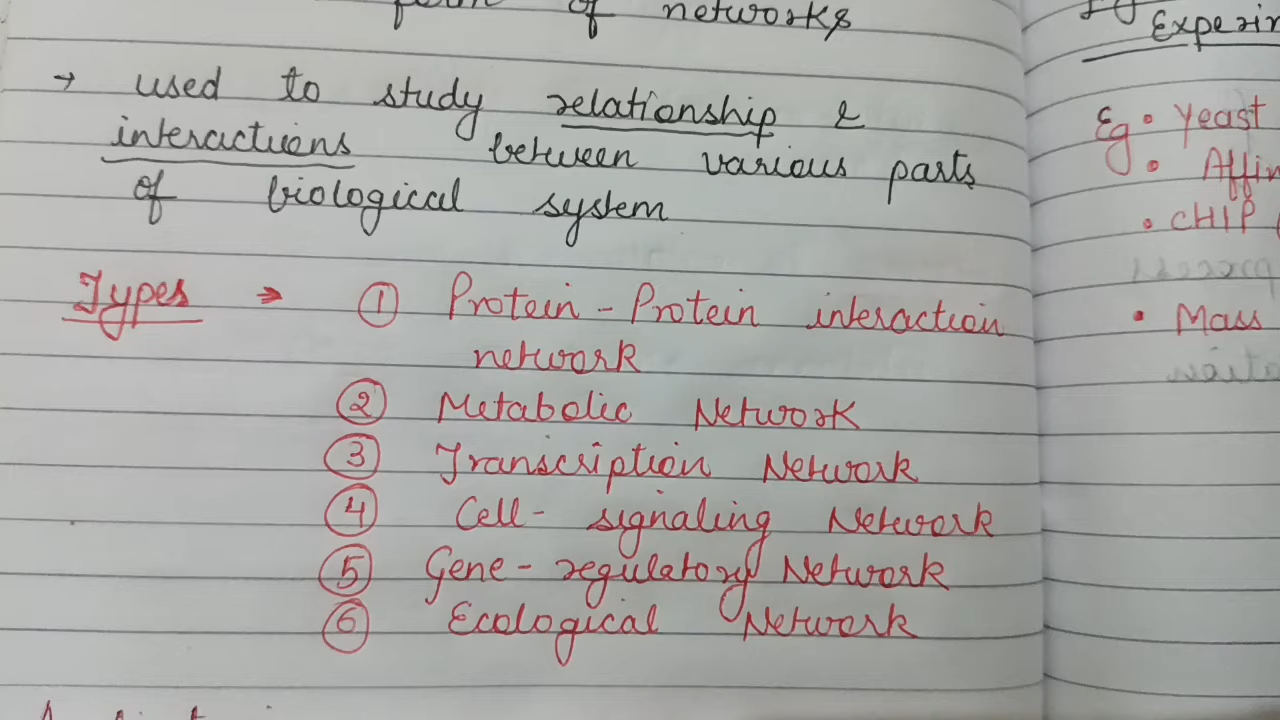 of networks
→ used to study relationship &
interactions between various parts
of biological system
Types → ① Protein - Protein interaction
network
② Metabolic Network
③ Transcription Network
④ Cell - signaling Network
⑤ Gene - regulatory Network
⑥ Ecological Network
Experim
Eg • Yeast
• Affin
• CHIP
• Mass